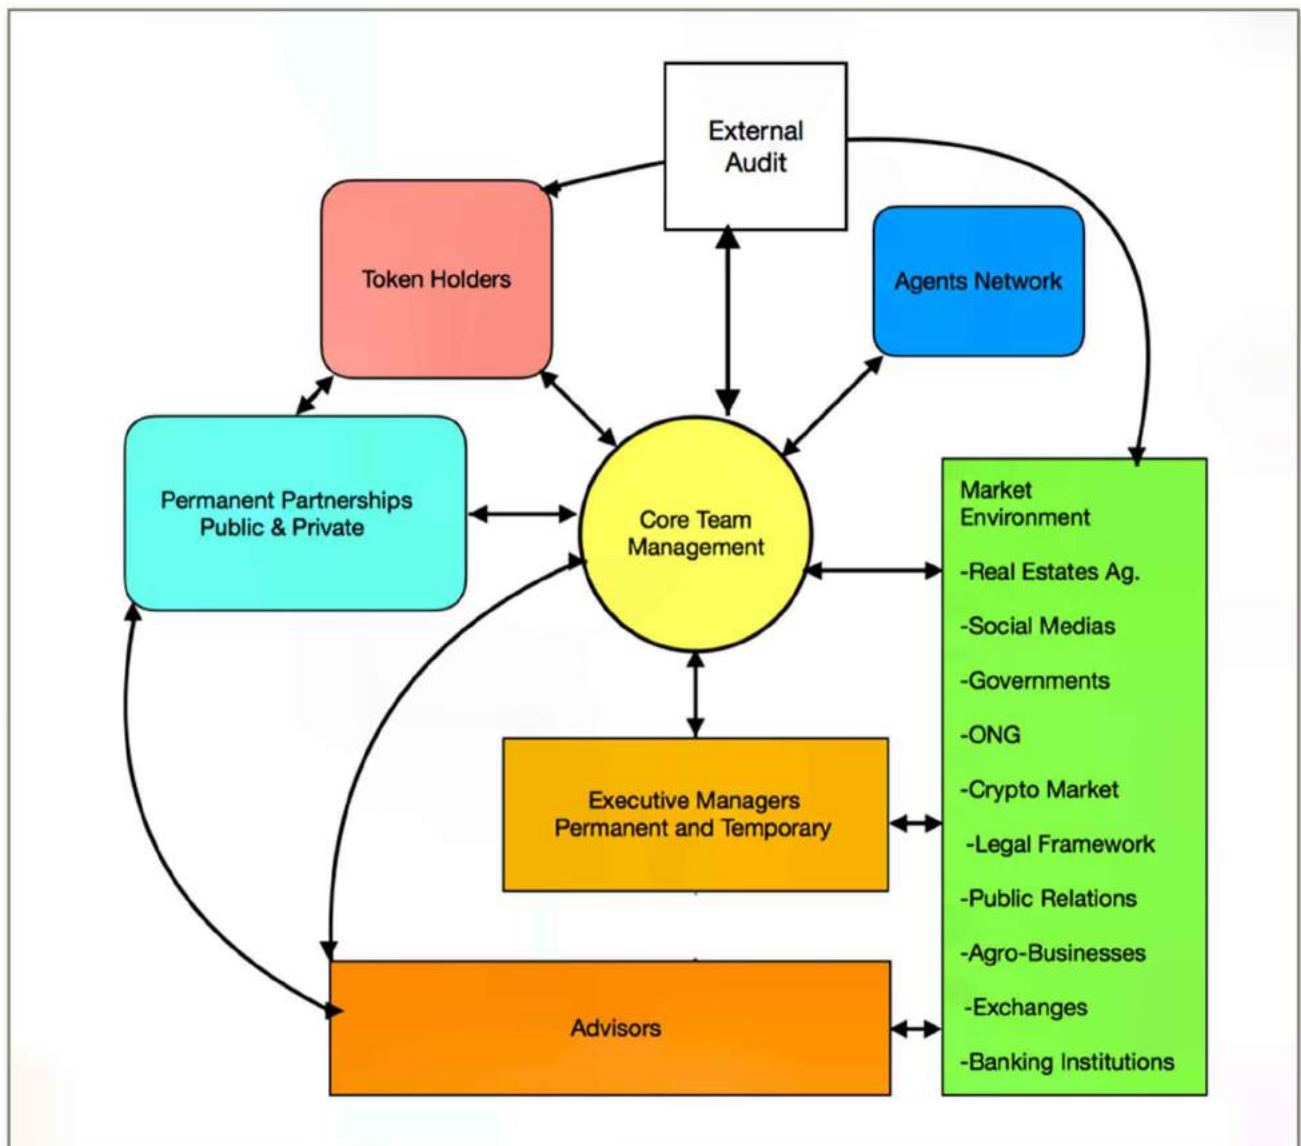 External
Audit
Token Holders
Agents Network
Permanent Partnerships
Public & Private
Core Team
Management
Market
Environment
-Real Estates Ag.
-Social Medias
-Governments
-ONG
-Crypto Market
-Legal Framework
-Public Relations
-Agro-Businesses
-Exchanges
-Banking Institutions
Executive Managers
Permanent and Temporary
Advisors